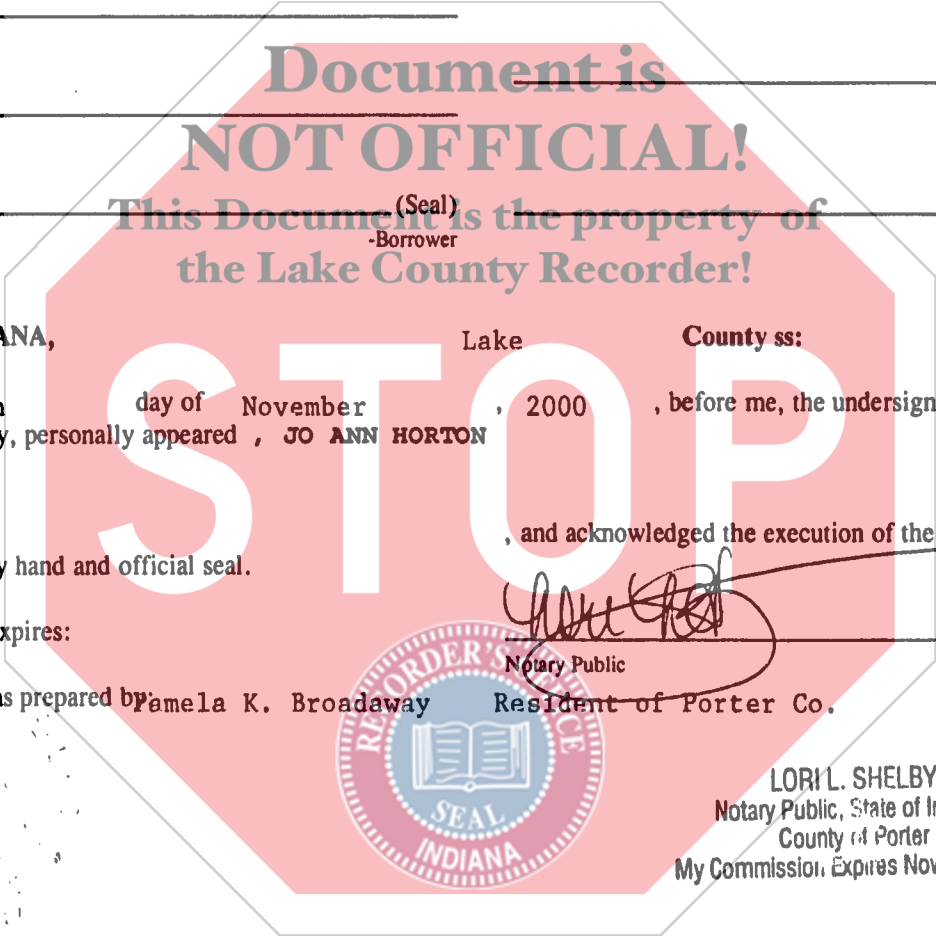 Document is
NOT OFFICIAL!
(Seal)
This Document is the property of
-Borrower
the Lake County Recorder!
ANA, Lake County ss:
day of November , 2000 , before me, the undersign
y, personally appeared , JO ANN HORTON
STOP
, and acknowledged the execution of the
y hand and official seal.
xpires:
Notary Public
s prepared by: Pamela K. Broadaway Resident of Porter Co.
RECORDER'S OFFICE
SEAL
INDIANA
LORI L. SHELBY
Notary Public, State of In
County of Porter
My Commission Expires Nov